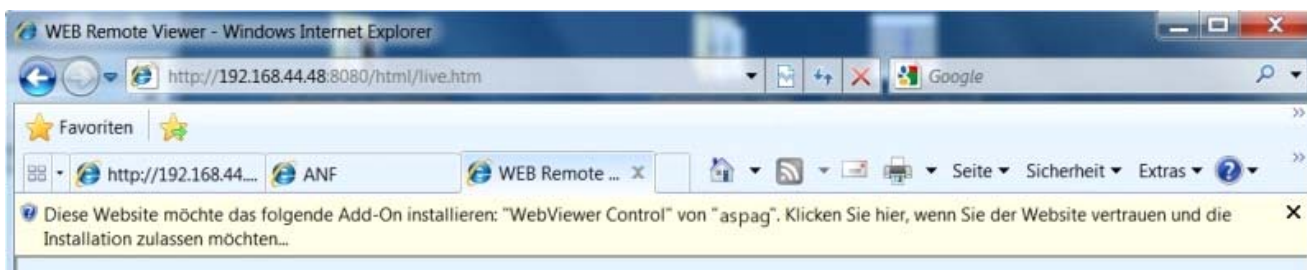 WEB Remote Viewer - Windows Internet Explorer
http://192.168.44.48:8080/html/live.htm Google
Favoriten
http://192.168.44.... ANF WEB Remote ... Seite Sicherheit Extras
Diese Website möchte das folgende Add-On installieren: "WebViewer Control" von "aspag". Klicken Sie hier, wenn Sie der Website vertrauen und die
Installation zulassen möchten...